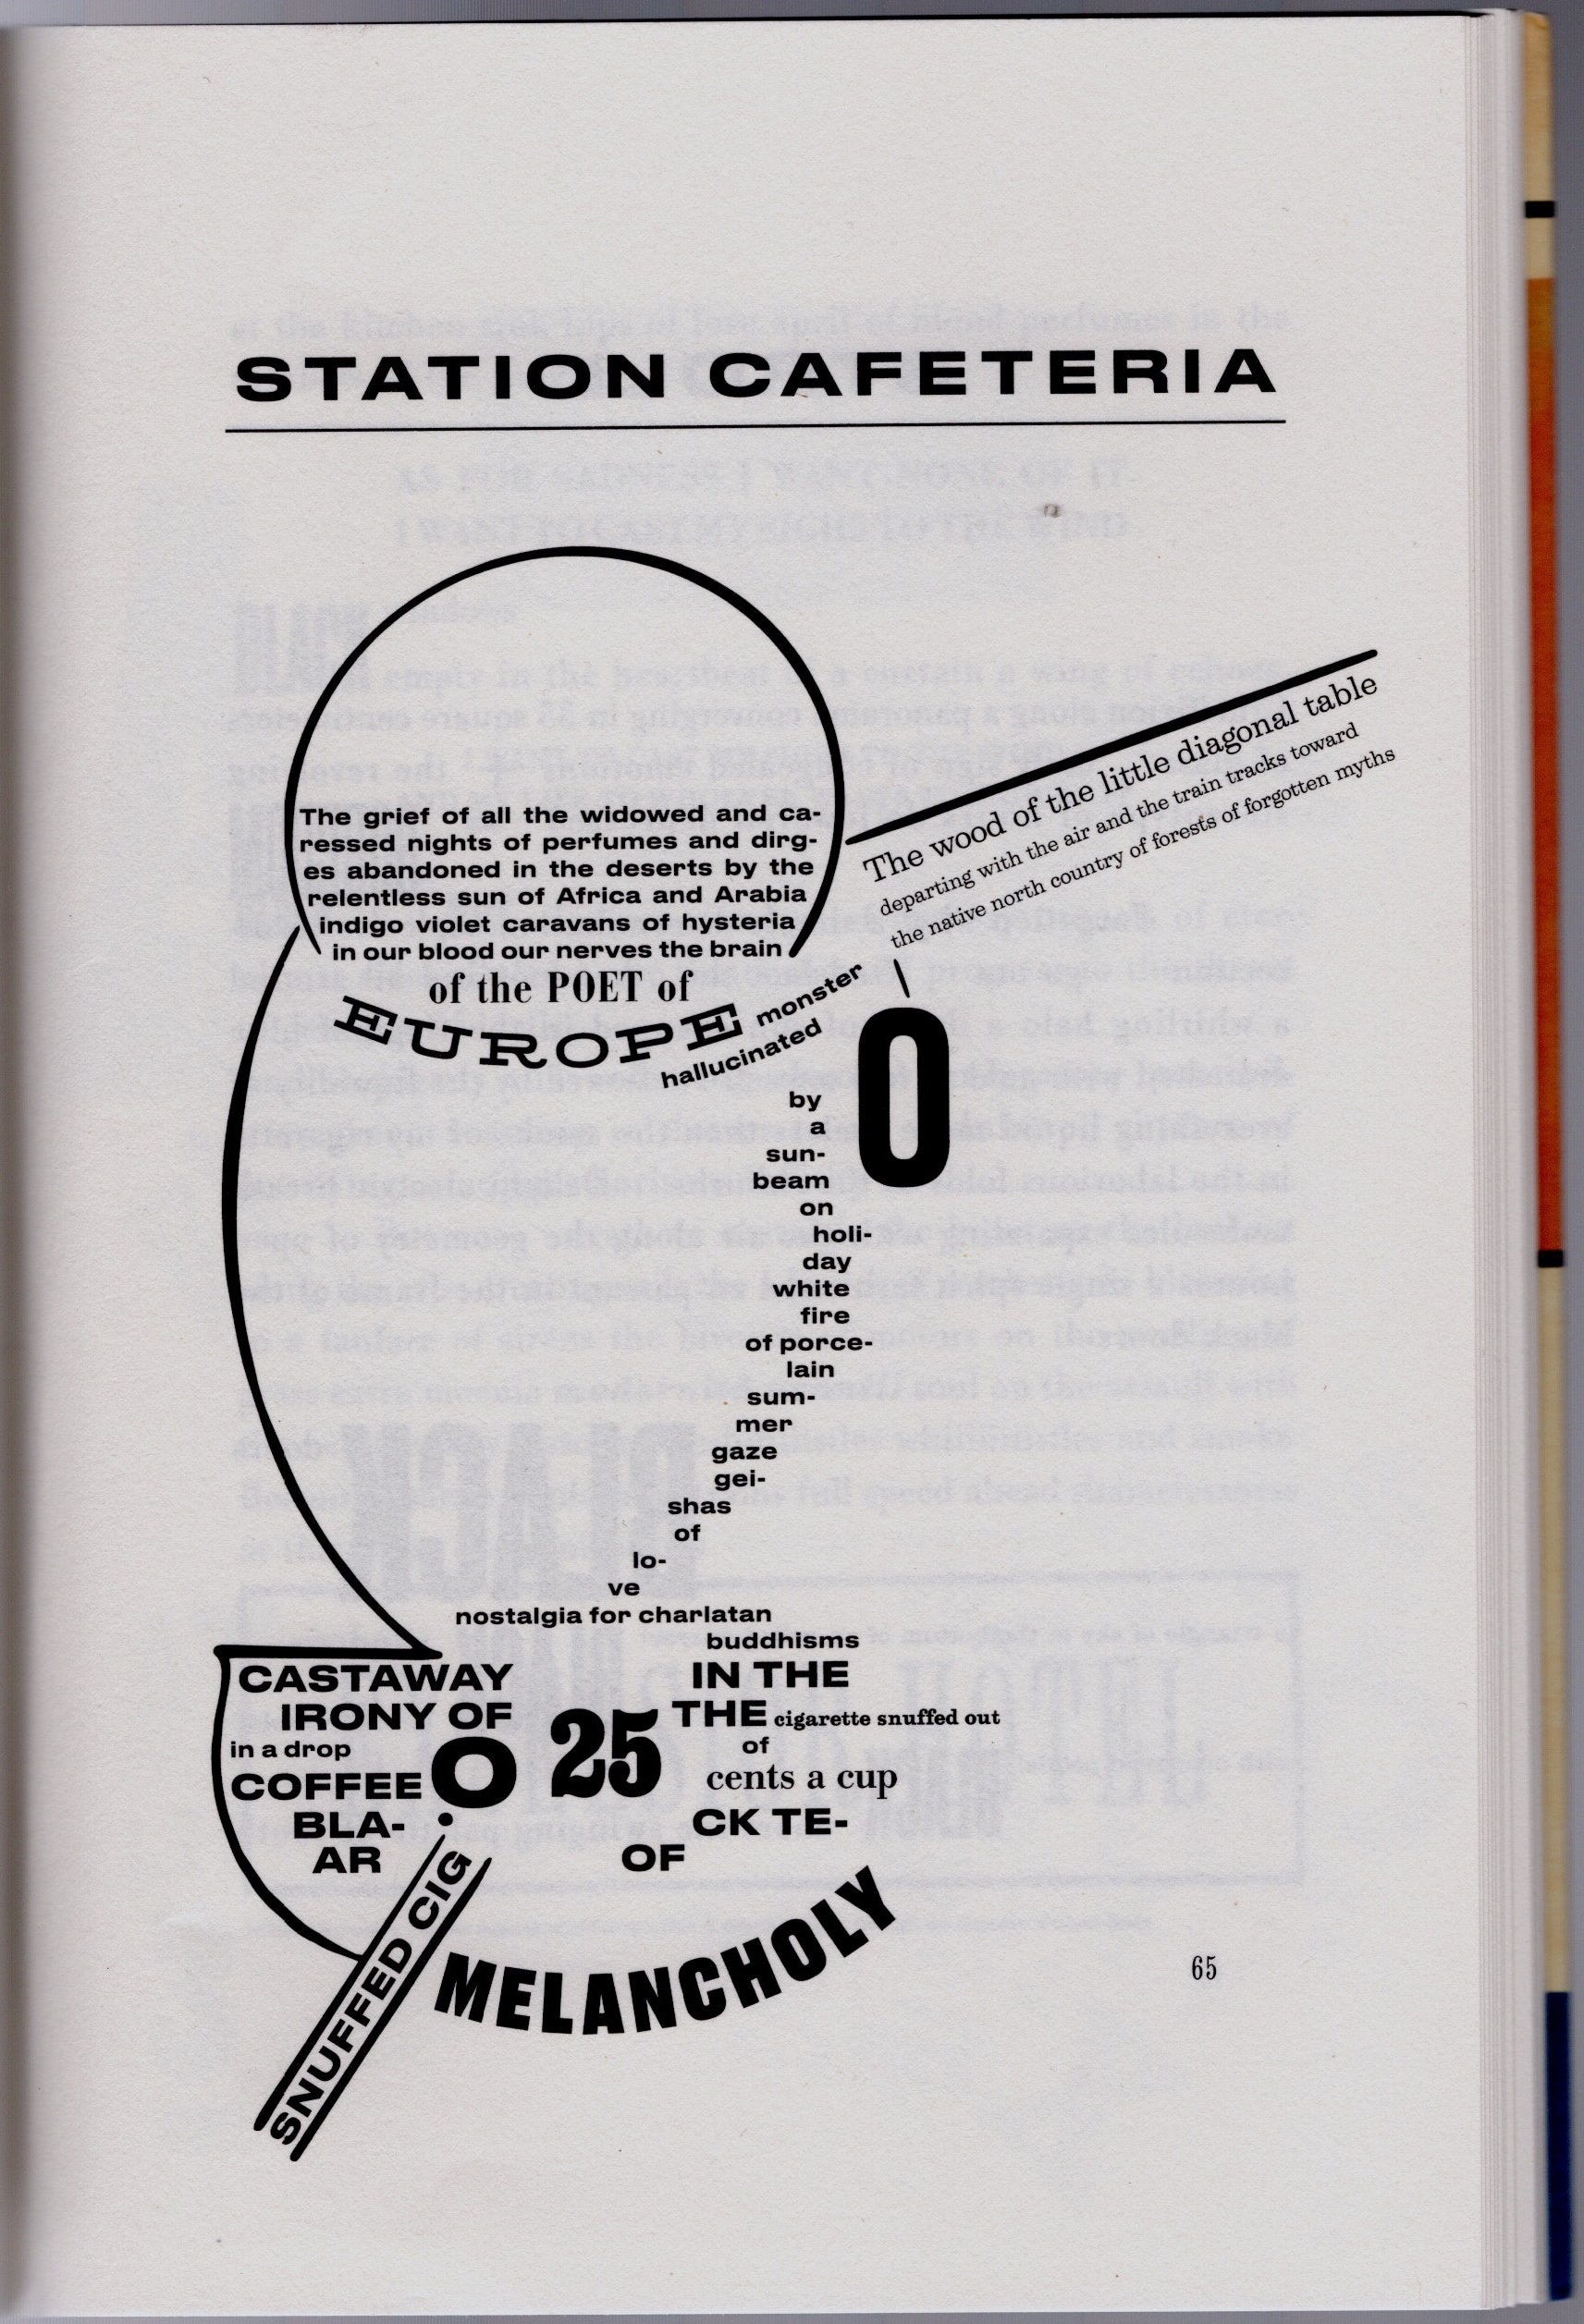 STATION CAFETERIA
The grief of all the widowed and ca-
ressed nights of perfumes and dirg-
es abandoned in the deserts by the
relentless sun of Africa and Arabia
indigo violet caravans of hysteria
in our blood our nerves the brain
of the POET of
EUROPE
monster
hallucinated
The wood of the little diagonal table
departing with the air and the train tracks toward
the native north country of forests of forgotten myths
O
by
a
sun-
beam
on
holi-
day
white
fire
of porce-
lain
sum-
mer
gaze
gei-
shas
of
lo-
ve
nostalgia for charlatan
buddhisms
CASTAWAY IN THE
IRONY OF THE cigarette snuffed out
in a drop of
COFFEE O 25 cents a cup
BLA- CK TE-
AR OF
SNUFFED CIG
MELANCHOLY
65